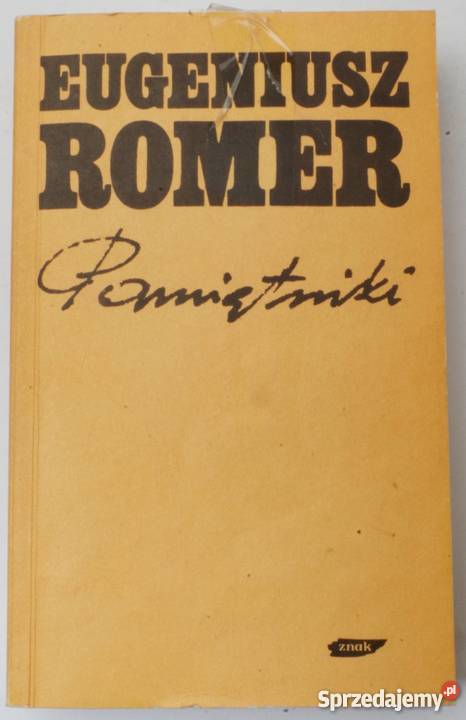 EUGENIUSZ
ROMER
Pamiętniki
znak
Sprzedajemy.pl